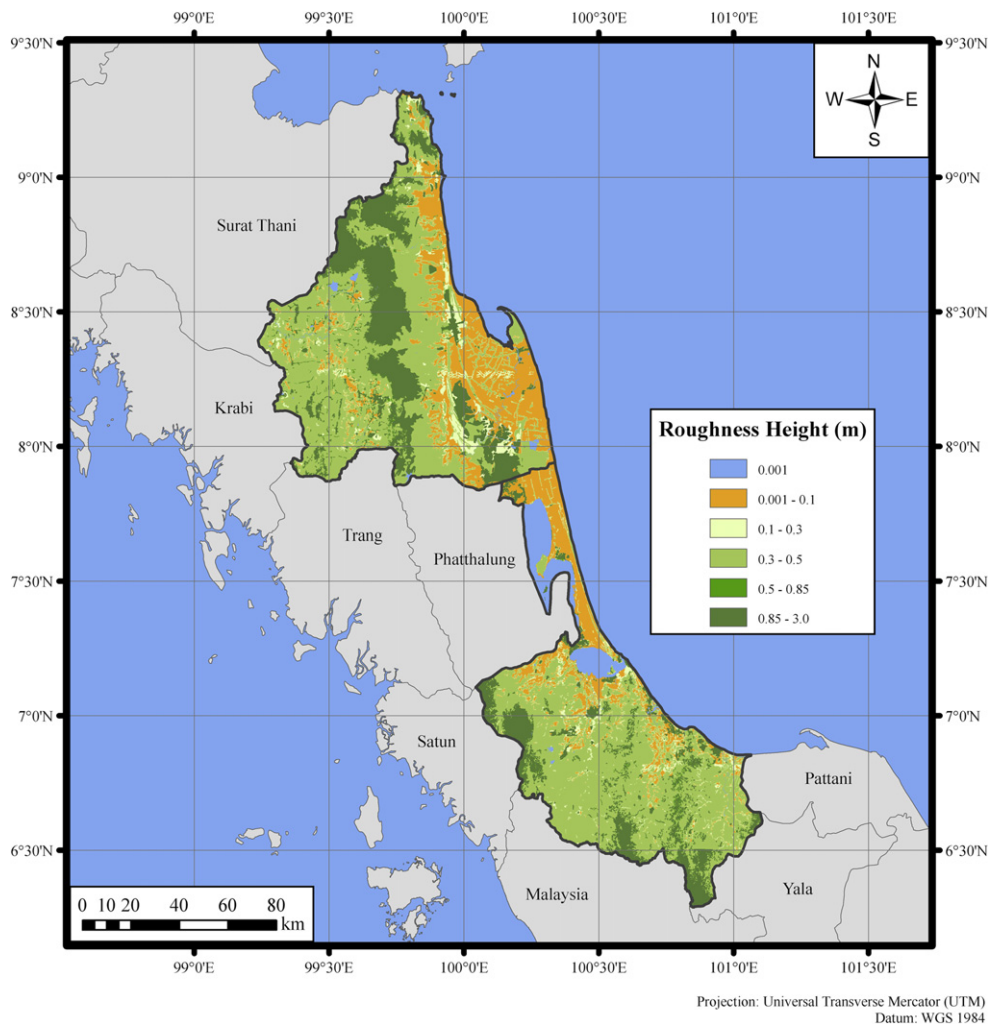 99°0'E 99°30'E 100°0'E 100°30'E 101°0'E 101°30'E
9°30'N 9°30'N
N
W E
S
9°0'N 9°0'N
Surat Thani
8°30'N 8°30'N
Krabi
Roughness Height (m)
8°0'N 8°0'N
0.001
0.001 - 0.1
0.1 - 0.3
0.3 - 0.5
0.5 - 0.85
0.85 - 3.0
Trang
Phatthalung
7°30'N 7°30'N
7°0'N 7°0'N
Satun
Pattani
6°30'N 6°30'N
Malaysia
Yala
0 10 20 40 60 80
km
99°0'E 99°30'E 100°0'E 100°30'E 101°0'E 101°30'E
Projection: Universal Transverse Mercator (UTM)
Datum: WGS 1984